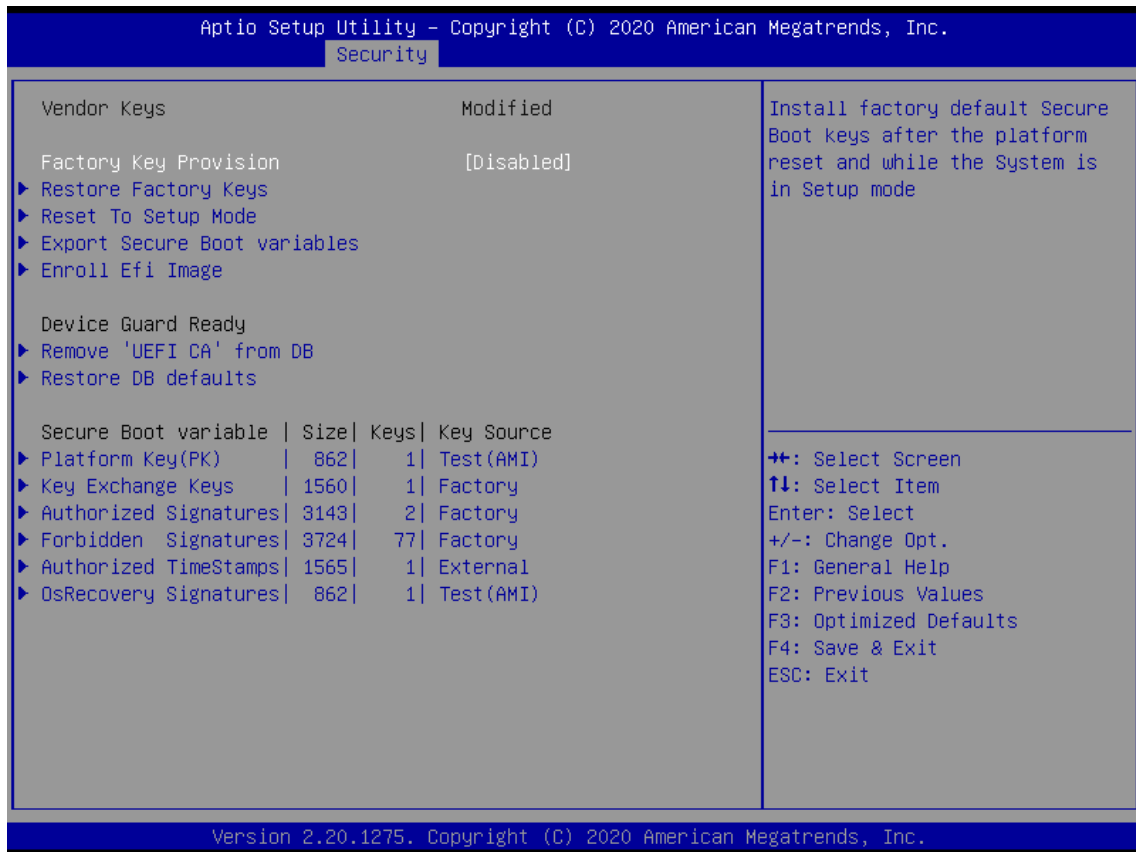 Aptio Setup Utility – Copyright (C) 2020 American Megatrends, Inc.
Security
Vendor Keys Modified
Factory Key Provision [Disabled]
▶ Restore Factory Keys
▶ Reset To Setup Mode
▶ Export Secure Boot variables
▶ Enroll Efi Image
Device Guard Ready
▶ Remove 'UEFI CA' from DB
▶ Restore DB defaults
Secure Boot variable | Size| Keys| Key Source
▶ Platform Key(PK) | 862| 1| Test(AMI)
▶ Key Exchange Keys | 1560| 1| Factory
▶ Authorized Signatures| 3143| 2| Factory
▶ Forbidden Signatures| 3724| 77| Factory
▶ Authorized TimeStamps| 1565| 1| External
▶ OsRecovery Signatures| 862| 1| Test(AMI)
Install factory default Secure
Boot keys after the platform
reset and while the System is
in Setup mode
→←: Select Screen
↑↓: Select Item
Enter: Select
+/-: Change Opt.
F1: General Help
F2: Previous Values
F3: Optimized Defaults
F4: Save & Exit
ESC: Exit
Version 2.20.1275. Copyright (C) 2020 American Megatrends, Inc.